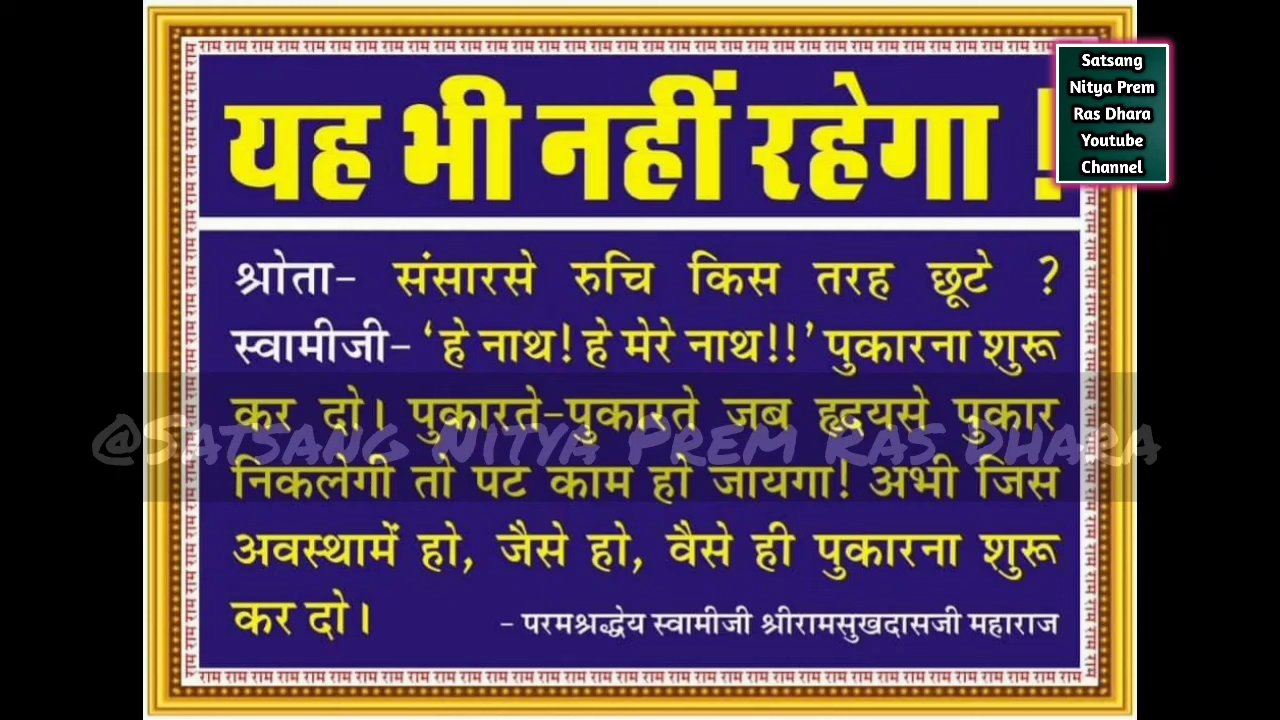 राम राम राम राम राम राम राम राम राम राम राम राम राम राम राम राम राम राम राम राम राम राम राम राम राम राम राम राम राम राम राम राम राम
यह भी नहीं रहेगा !
Satsang
Nitya Prem
Ras Dhara
Youtube
Channel
श्रोता- संसारसे रुचि किस तरह छूटे ?
स्वामीजी- ‘हे नाथ! हे मेरे नाथ!!’ पुकारना शुरू
कर दो। पुकारते-पुकारते जब हृदयसे पुकार
@Satsang Nitya Prem Ras Dhara
निकलेगी तो पट काम हो जायगा! अभी जिस
अवस्थामें हो, जैसे हो, वैसे ही पुकारना शुरू
कर दो।
- परमश्रद्धेय स्वामीजी श्रीरामसुखदासजी महाराज